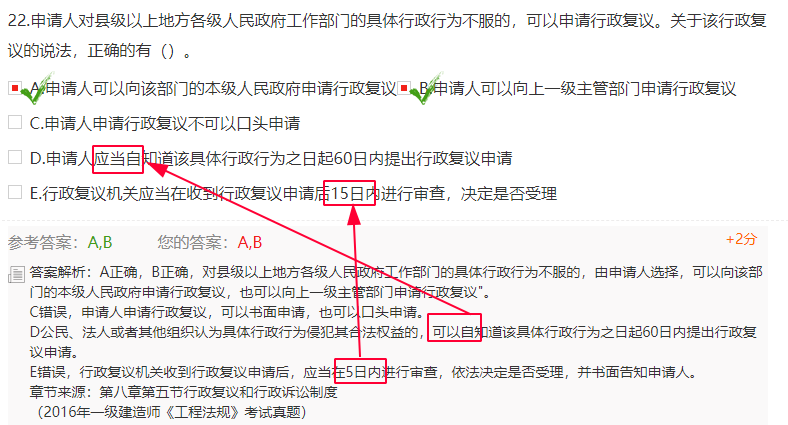 22.申请人对县级以上地方各级人民政府工作部门的具体行政行为不服的，可以申请行政复议。关于该行政复
议的说法，正确的有（）。
A.申请人可以向该部门的本级人民政府申请行政复议 B.申请人可以向上一级主管部门申请行政复议
C.申请人申请行政复议不可以口头申请
D.申请人应当自知道该具体行政行为之日起60日内提出行政复议申请
E.行政复议机关应当在收到行政复议申请后15日内进行审查，决定是否受理
参考答案：A,B 您的答案：A,B +2分
答案解析：A正确，B正确，对县级以上地方各级人民政府工作部门的具体行政行为不服的，由申请人选择，可以向该部
门的本级人民政府申请行政复议，也可以向上一级主管部门申请行政复议"。
C错误，申请人申请行政复议，可以书面申请，也可以口头申请。
D公民、法人或者其他组织认为具体行政行为侵犯其合法权益的，可以自知道该具体行政行为之日起60日内提出行政复
议申请。
E错误，行政复议机关收到行政复议申请后，应当在5日内进行审查，依法决定是否受理，并书面告知申请人。
章节来源：第八章第五节行政复议和行政诉讼制度
（2016年一级建造师《工程法规》考试真题）